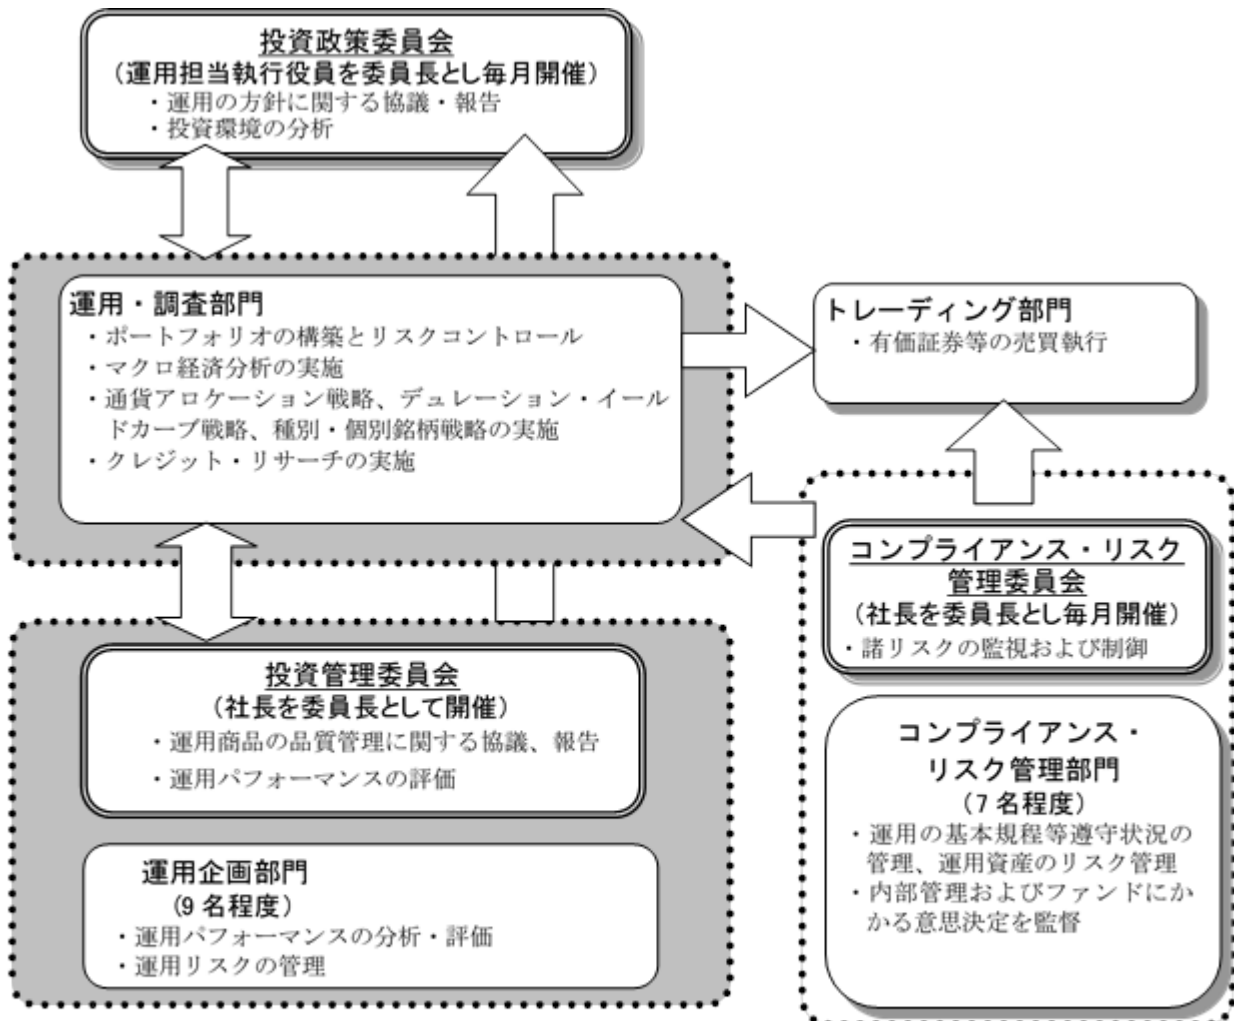 投資政策委員会
(運用担当執行役員を委員長とし毎月開催)
・運用の方針に関する協議・報告
・投資環境の分析
運用・調査部門
・ポートフォリオの構築とリスクコントロール
・マクロ経済分析の実施
・通貨アロケーション戦略、デュレーション・イール
ドカーブ戦略、種別・個別銘柄戦略の実施
・クレジット・リサーチの実施
トレーディング部門
・有価証券等の売買執行
コンプライアンス・リスク
管理委員会
(社長を委員長とし毎月開催)
・諸リスクの監視および制御
投資管理委員会
(社長を委員長として開催)
・運用商品の品質管理に関する協議、報告
・運用パフォーマンスの評価
コンプライアンス・
リスク管理部門
(7名程度)
・運用の基本規程等遵守状況の
管理、運用資産のリスク管理
・内部管理およびファンドにか
かる意思決定を監督
運用企画部門
(9名程度)
・運用パフォーマンスの分析・評価
・運用リスクの管理